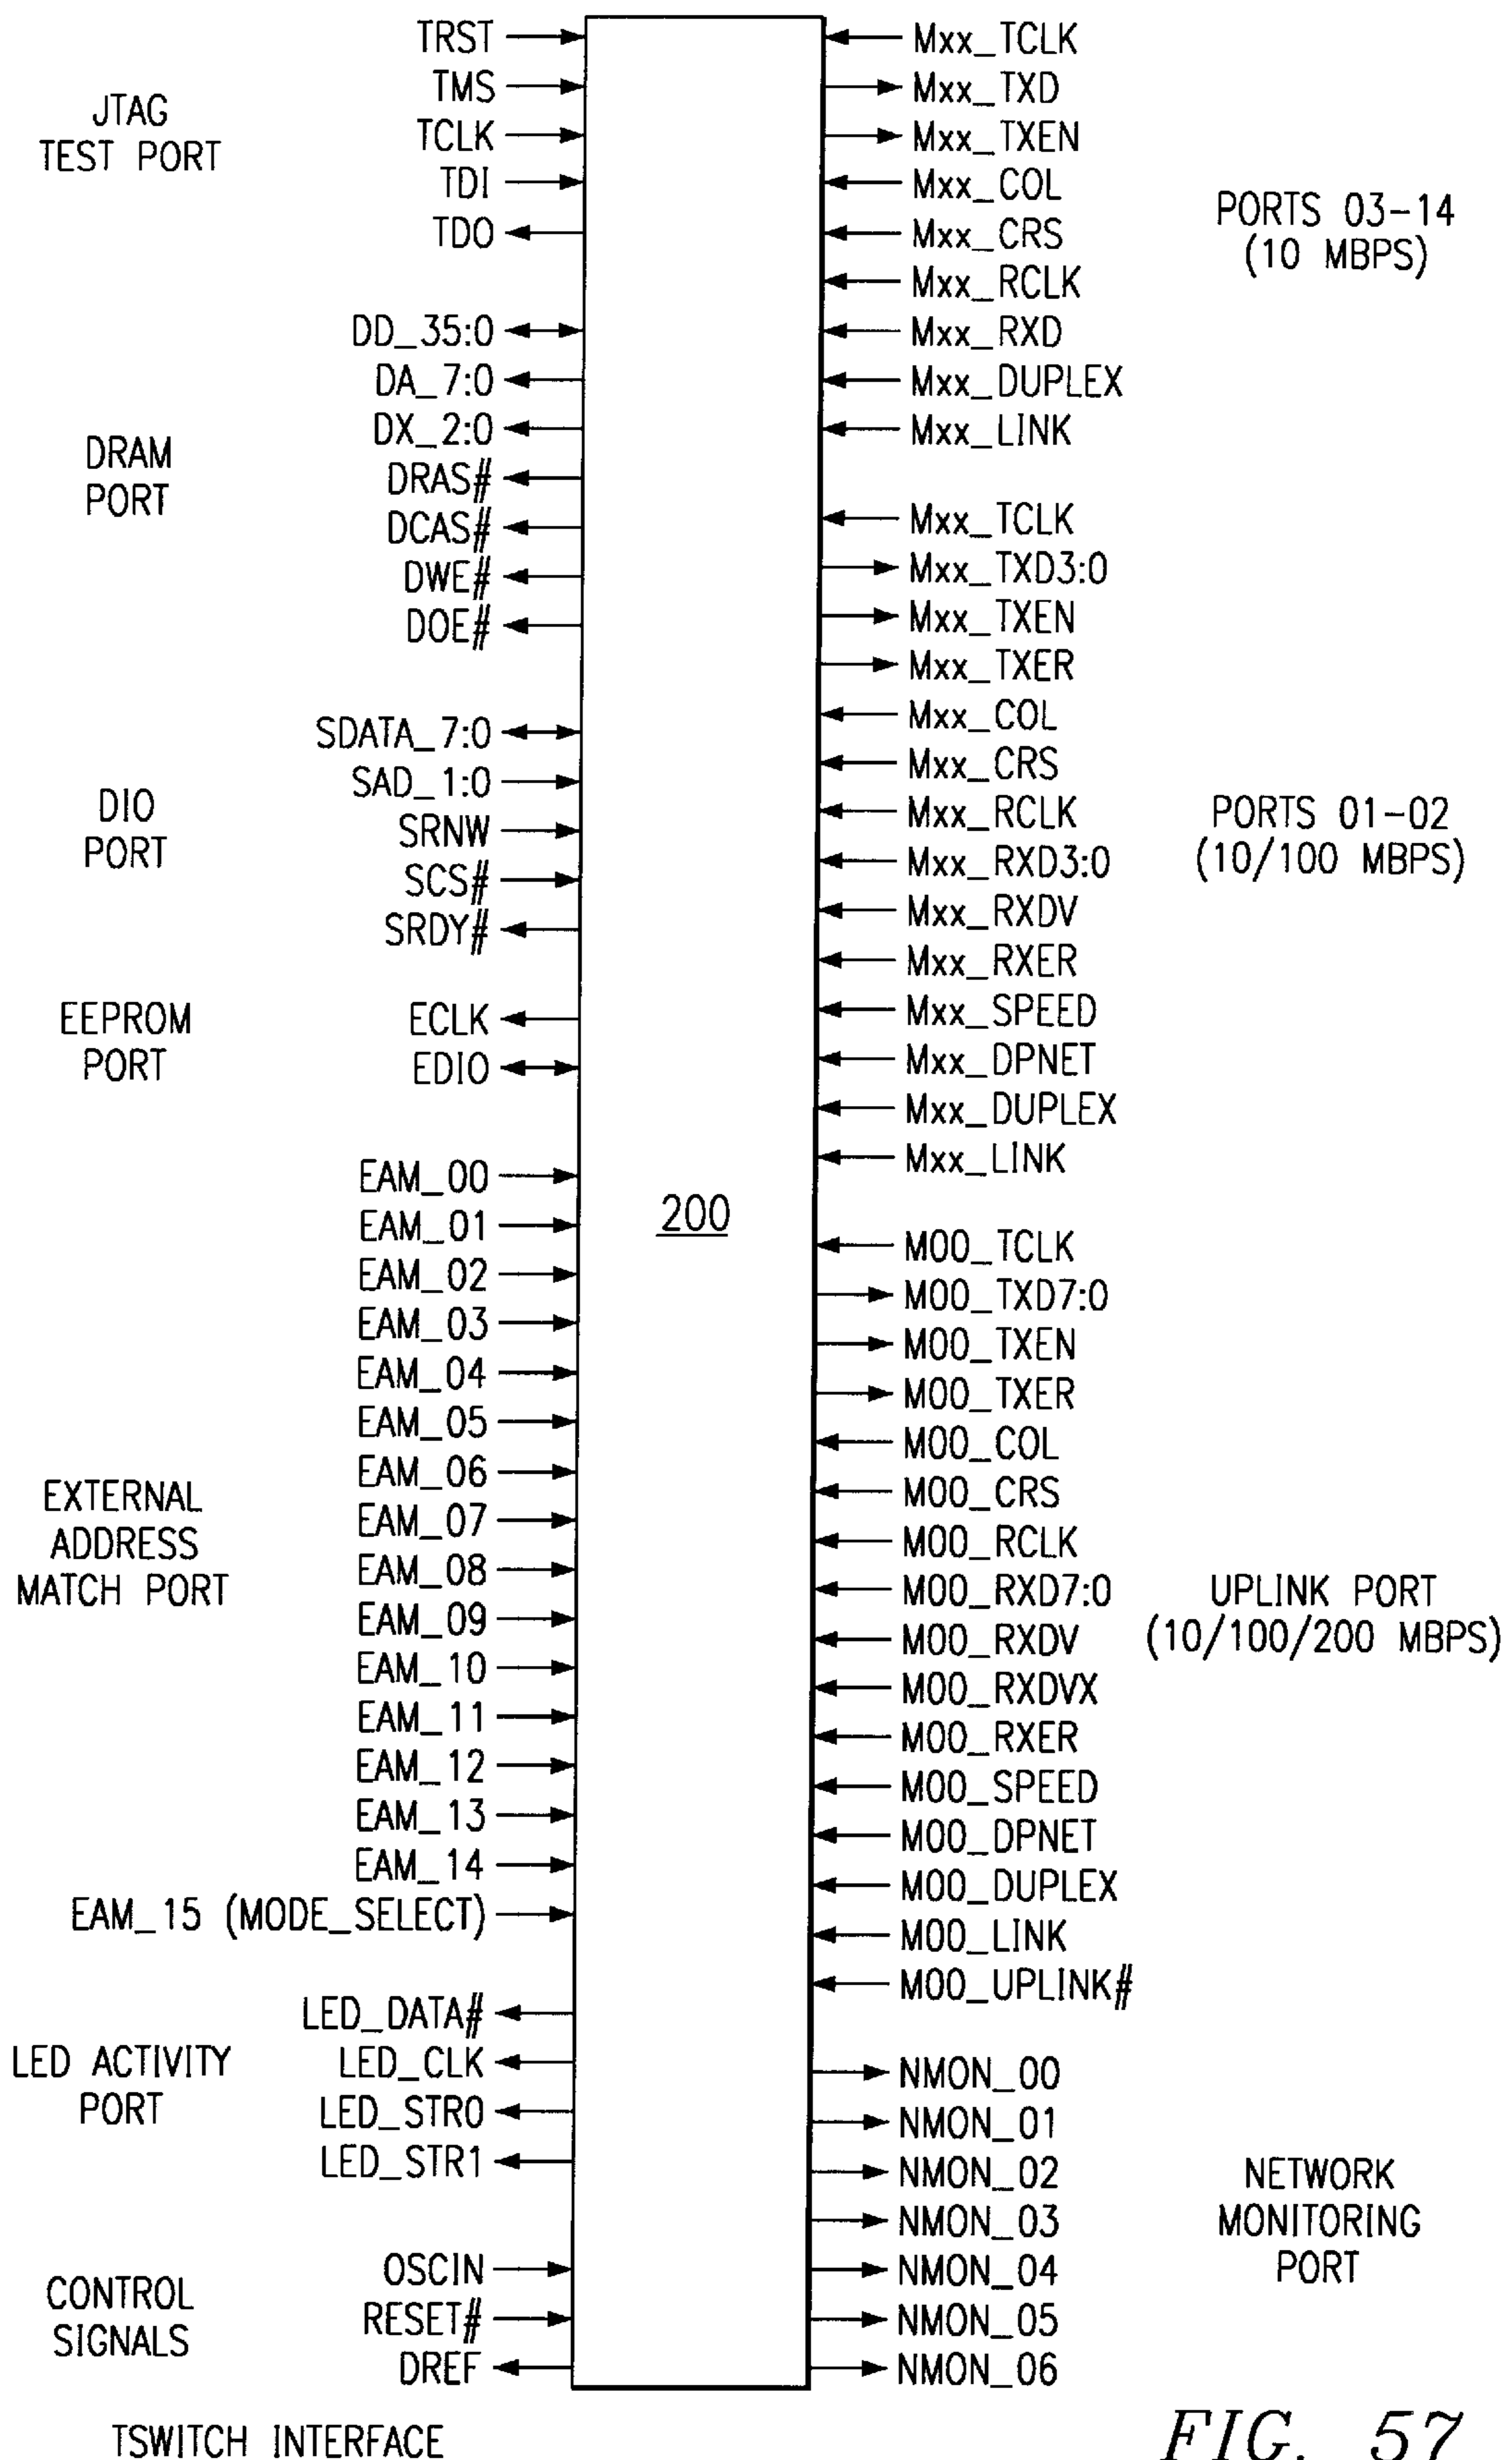 JTAG
TEST PORT
TRST
TMS
TCLK
TDI
TDO
DRAM
PORT
DD_35:0
DA_7:0
DX_2:0
DRAS#
DCAS#
DWE#
DOE#
DIO
PORT
SDATA_7:0
SAD_1:0
SRNW
SCS#
SRDY#
EEPROM
PORT
ECLK
EDIO
EXTERNAL
ADDRESS
MATCH PORT
EAM_00
EAM_01
EAM_02
EAM_03
EAM_04
EAM_05
EAM_06
EAM_07
EAM_08
EAM_09
EAM_10
EAM_11
EAM_12
EAM_13
EAM_14
EAM_15 (MODE_SELECT)
LED ACTIVITY
PORT
LED_DATA#
LED_CLK
LED_STR0
LED_STR1
CONTROL
SIGNALS
OSCIN
RESET#
DREF
200
Mxx_TCLK
Mxx_TXD
Mxx_TXEN
Mxx_COL
Mxx_CRS
Mxx_RCLK
Mxx_RXD
Mxx_DUPLEX
Mxx_LINK
PORTS 03-14
(10 MBPS)
Mxx_TCLK
Mxx_TXD3:0
Mxx_TXEN
Mxx_TXER
Mxx_COL
Mxx_CRS
Mxx_RCLK
Mxx_RXD3:0
Mxx_RXDV
Mxx_RXER
Mxx_SPEED
Mxx_DPNET
Mxx_DUPLEX
Mxx_LINK
PORTS 01-02
(10/100 MBPS)
M00_TCLK
M00_TXD7:0
M00_TXEN
M00_TXER
M00_COL
M00_CRS
M00_RCLK
M00_RXD7:0
M00_RXDV
M00_RXDVX
M00_RXER
M00_SPEED
M00_DPNET
M00_DUPLEX
M00_LINK
M00_UPLINK#
UPLINK PORT
(10/100/200 MBPS)
NMON_00
NMON_01
NMON_02
NMON_03
NMON_04
NMON_05
NMON_06
NETWORK
MONITORING
PORT
TSWITCH INTERFACE
FIG. 57